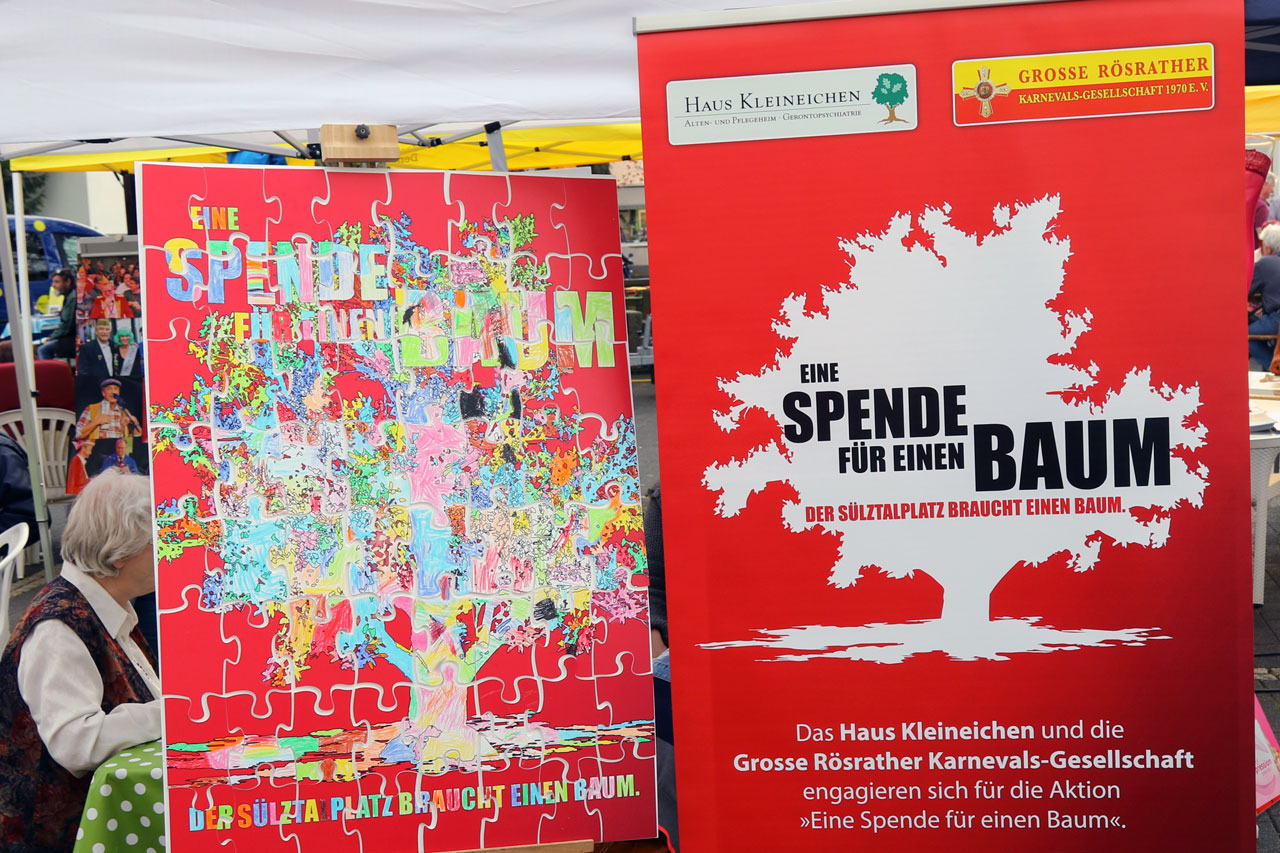 EINE
SPENDE
FÜR EINEN BAUM
DER SÜLZTALPLATZ BRAUCHT EINEN BAUM.
HAUS KLEINEICHEN
ALTEN- UND PFLEGEHEIM · GERONTOPSYCHIATRIE
GROSSE RÖSRATHER
KARNEVALS-GESELLSCHAFT 1970 E. V.
EINE
SPENDE
FÜR EINEN BAUM
DER SÜLZTALPLATZ BRAUCHT EINEN BAUM.
Das Haus Kleineichen und die
Grosse Rösrather Karnevals-Gesellschaft
engagieren sich für die Aktion
»Eine Spende für einen Baum«.